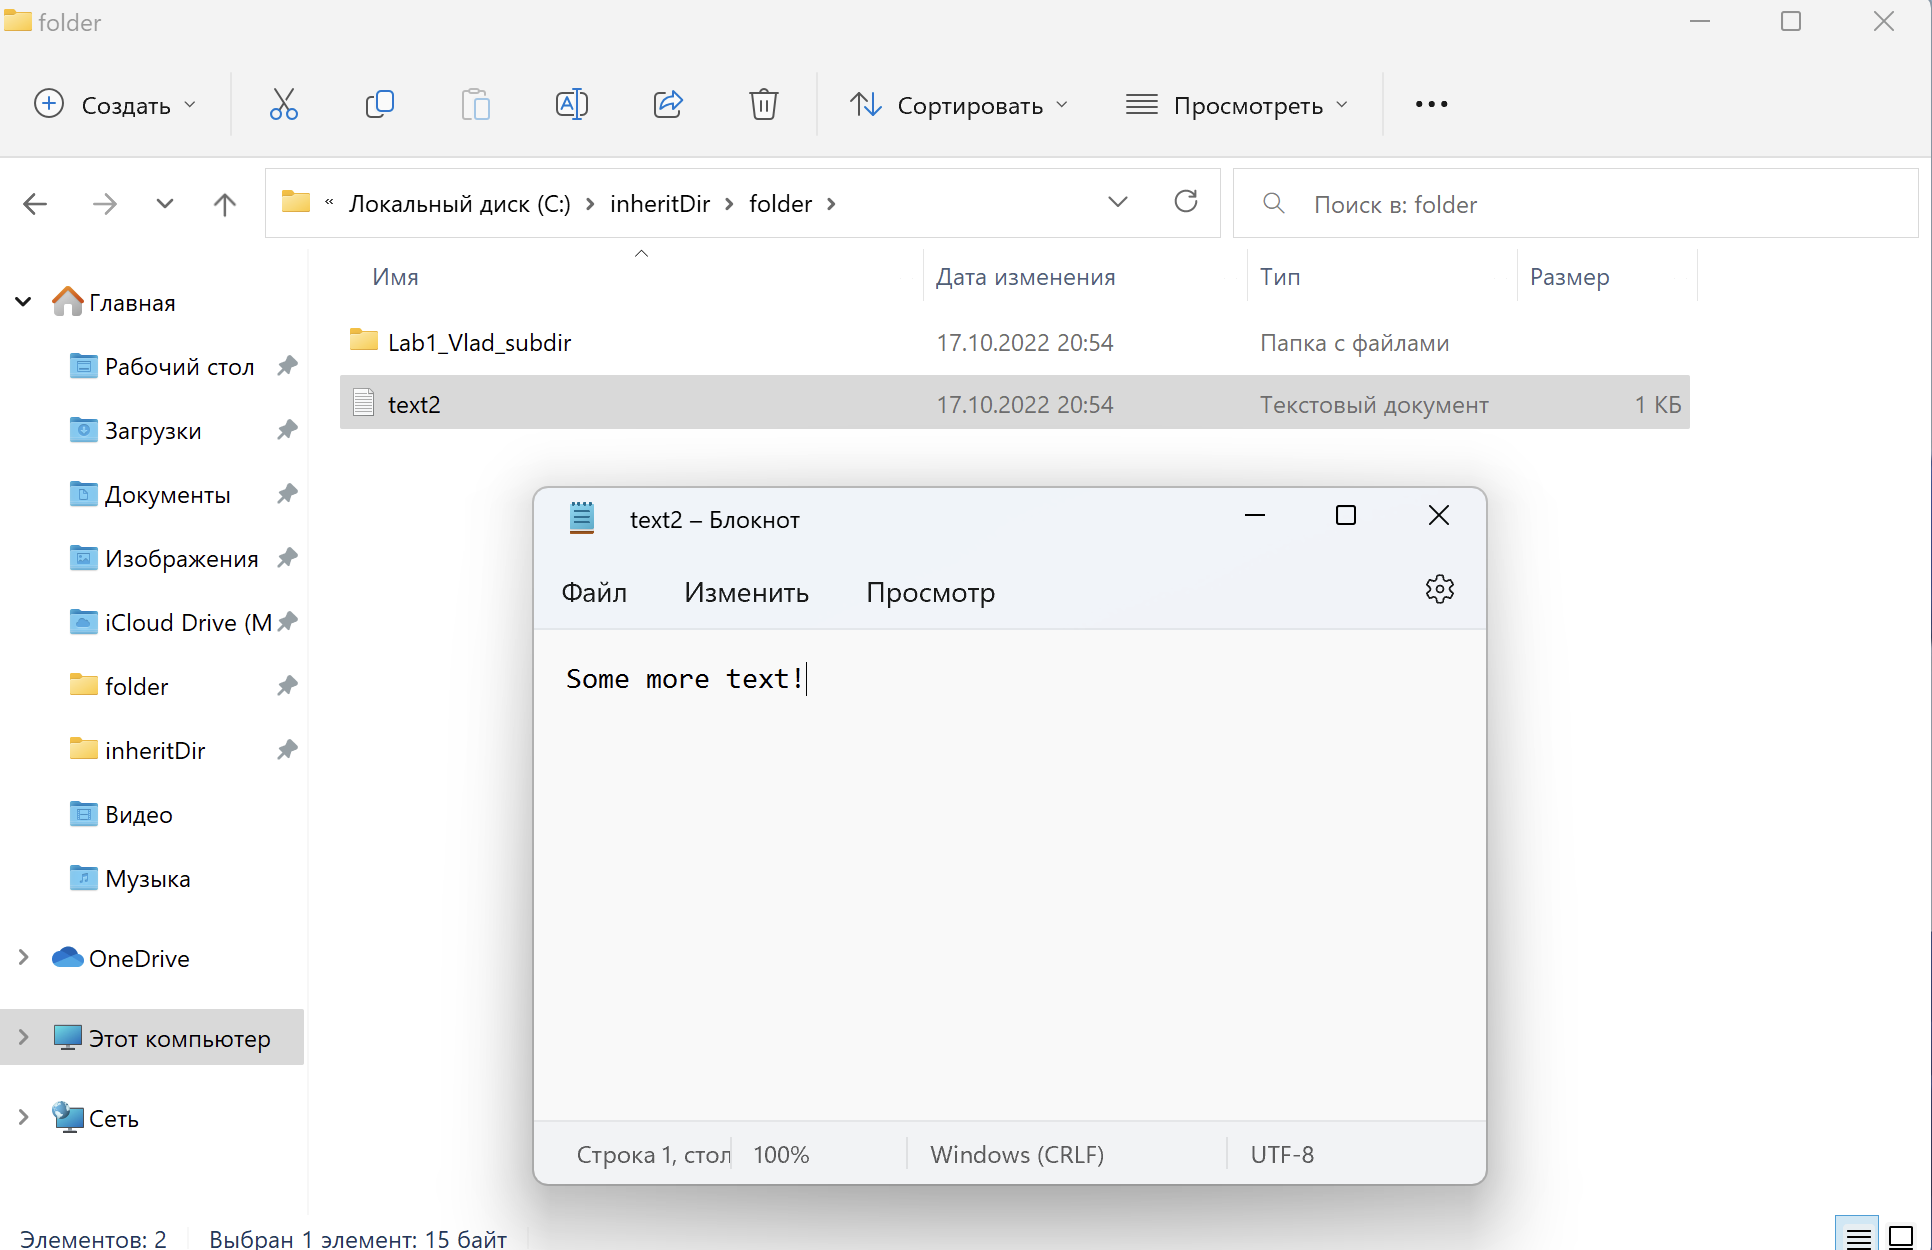 folder
Создать
Сортировать
Просмотреть
« Локальный диск (C:) › inheritDir › folder ›
Поиск в: folder
Имя
Дата изменения
Тип
Размер
Lab1_Vlad_subdir
17.10.2022 20:54
Папка с файлами
text2
17.10.2022 20:54
Текстовый документ
1 КБ
Главная
Рабочий стол
Загрузки
Документы
Изображения
iCloud Drive (M
folder
inheritDir
Видео
Музыка
OneDrive
Этот компьютер
Сеть
text2 – Блокнот
Файл
Изменить
Просмотр
Some more text!
Строка 1, стол
100%
Windows (CRLF)
UTF-8
Элементов: 2
Выбран 1 элемент: 15 байт